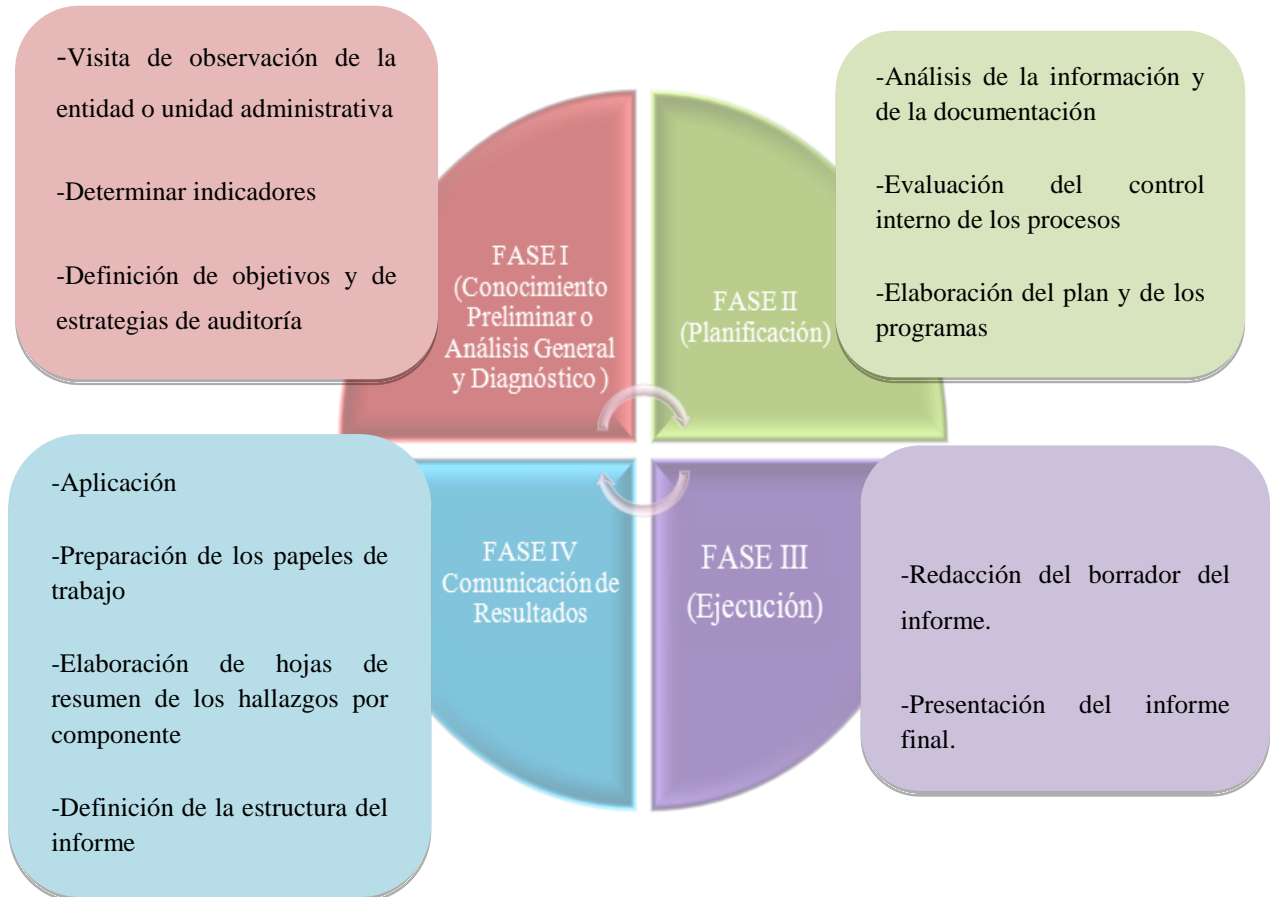 -Visita de observación de la
entidad o unidad administrativa
-Determinar indicadores
-Definición de objetivos y de
estrategias de auditoría
FASE I
(Conocimiento
Preliminar o
Análisis General
y Diagnóstico )
FASE II
(Planificación)
-Análisis de la información y
de la documentación
-Evaluación del control
interno de los procesos
-Elaboración del plan y de los
programas
-Aplicación
-Preparación de los papeles de
trabajo
-Elaboración de hojas de
resumen de los hallazgos por
componente
-Definición de la estructura del
informe
FASE IV
Comunicación de
Resultados
FASE III
(Ejecución)
-Redacción del borrador del
informe.
-Presentación del informe
final.